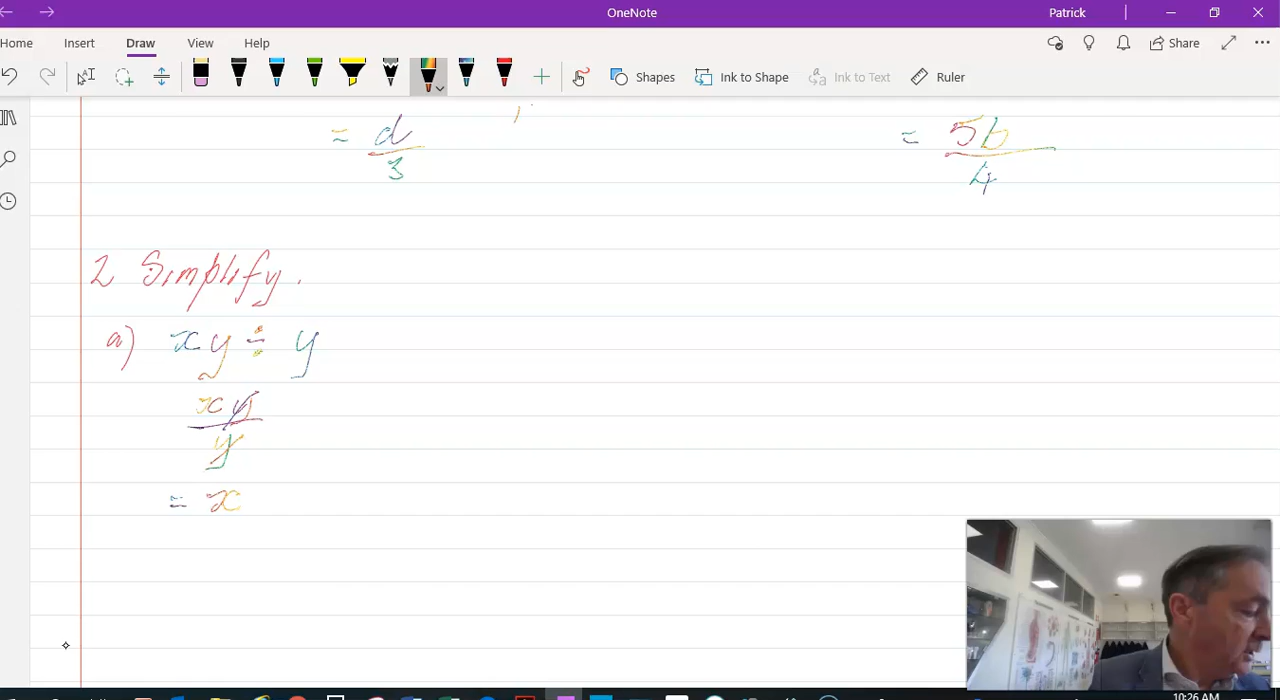 OneNote
Patrick
Home Insert Draw View Help
Share
Shapes Ink to Shape Ink to Text Ruler
= d/3
= 5b/4
2 Simplify.
a) xy ÷ y
xy/y
= x
10:26 AM